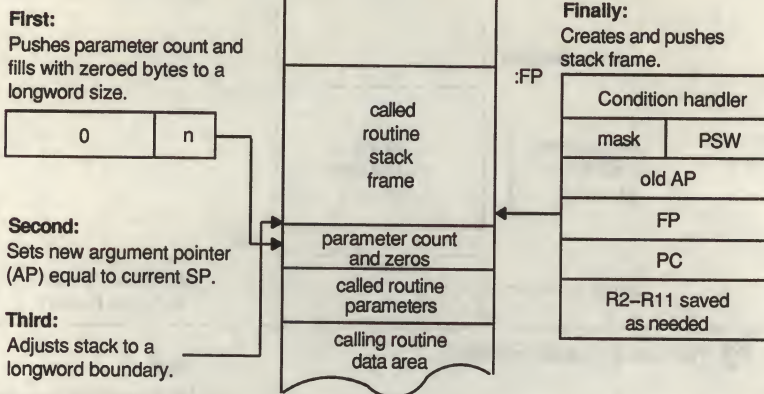 First:
Pushes parameter count and
fills with zeroed bytes to a
longword size.
0 n
Second:
Sets new argument pointer
(AP) equal to current SP.
Third:
Adjusts stack to a
longword boundary.
called
routine
stack
frame
parameter count
and zeros
called routine
parameters
calling routine
data area
Finally:
Creates and pushes
stack frame.
:FP
Condition handler
mask PSW
old AP
FP
PC
R2–R11 saved
as needed